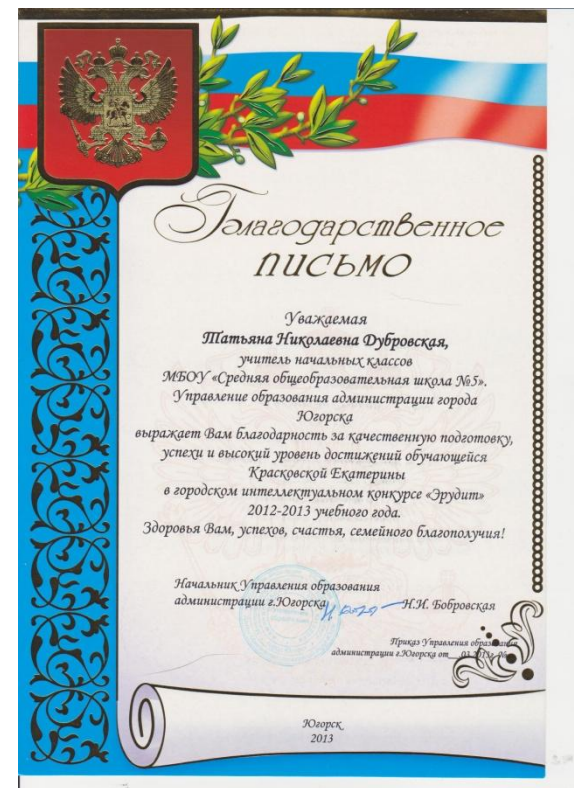 Благодарственное
письмо
Уважаемая
Татьяна Николаевна Дубровская,
учитель начальных классов
МБОУ «Средняя общеобразовательная школа №5».
Управление образования администрации города
Югорска
выражает Вам благодарность за качественную подготовку,
успехи и высокий уровень достижений обучающейся
Красковской Екатерины
в городском интеллектуальном конкурсе «Эрудит»
2012-2013 учебного года.
Здоровья Вам, успехов, счастья, семейного благополучия!
Начальник Управления образования
администрации г.Югорска Н.И. Бобровская
Приказ Управления образования
администрации г.Югорска от 03.2013г. №
Югорск
2013